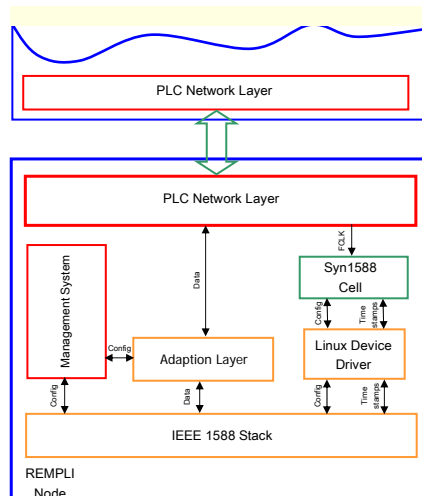 PLC Network Layer
PLC Network Layer
FCLK
Data
Syn1588
Cell
Management System
Config
Time
stamps
Config
Adaption Layer
Linux Device
Driver
Config
Data
Config
Time
stamps
IEEE 1588 Stack
REMPLI
Node